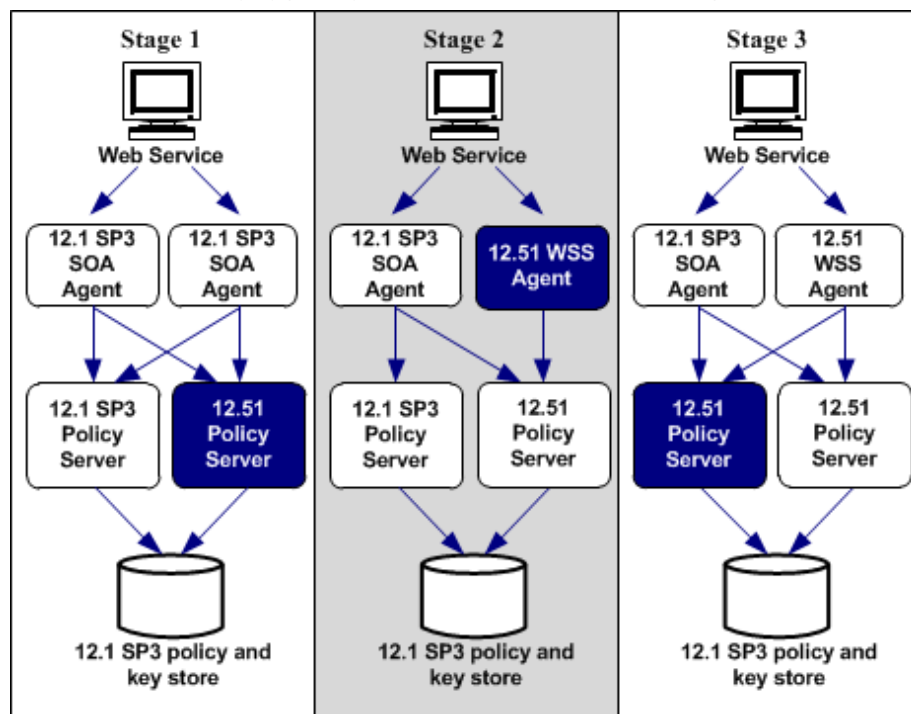 Stage 1
Web Service
12.1 SP3
SOA
Agent
12.1 SP3
SOA
Agent
12.1 SP3
Policy
Server
12.51
Policy
Server
12.1 SP3 policy and
key store
Stage 2
Web Service
12.1 SP3
SOA
Agent
12.51 WSS
Agent
12.1 SP3
Policy
Server
12.51
Policy
Server
12.1 SP3 policy and
key store
Stage 3
Web Service
12.1 SP3
SOA
Agent
12.51
WSS
Agent
12.51
Policy
Server
12.51
Policy
Server
12.1 SP3 policy and
key store